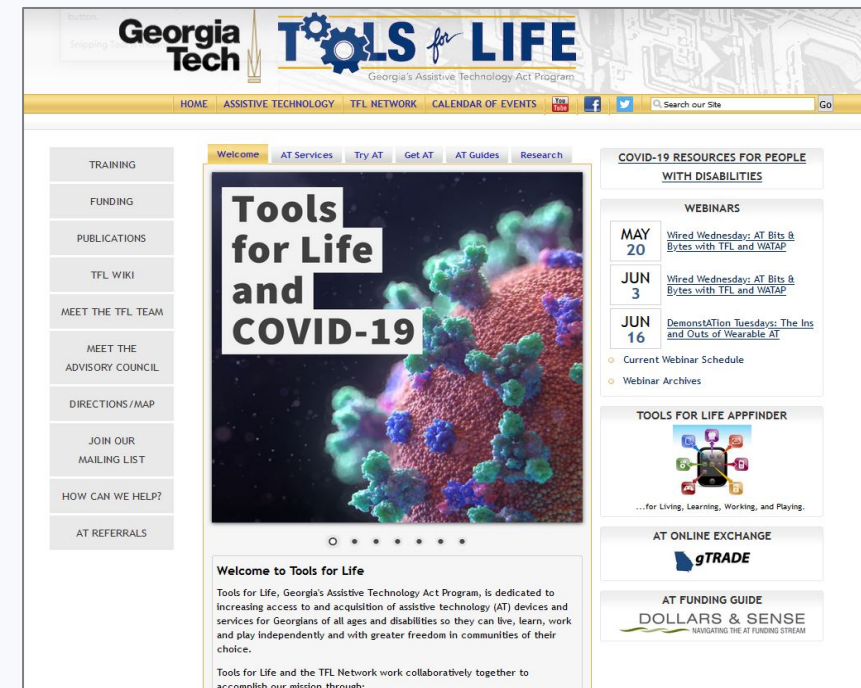 Georgia
Tech
TOOLS for LIFE
Georgia's Assistive Technology Act Program
HOME ASSISTIVE TECHNOLOGY TFL NETWORK CALENDAR OF EVENTS You Tube f Search our Site Go
TRAINING
FUNDING
PUBLICATIONS
TFL WIKI
MEET THE TFL TEAM
MEET THE
ADVISORY COUNCIL
DIRECTIONS/MAP
JOIN OUR
MAILING LIST
HOW CAN WE HELP?
AT REFERRALS
Welcome AT Services Try AT Get AT AT Guides Research
Tools
for Life
and
COVID-19
Welcome to Tools for Life
Tools for Life, Georgia's Assistive Technology Act Program, is dedicated to
increasing access to and acquisition of assistive technology (AT) devices and
services for Georgians of all ages and disabilities so they can live, learn, work
and play independently and with greater freedom in communities of their
choice.
Tools for Life and the TFL Network work collaboratively together to
accomplish our mission through:
COVID-19 RESOURCES FOR PEOPLE
WITH DISABILITIES
WEBINARS
MAY
20
Wired Wednesday: AT Bits &
Bytes with TFL and WATAP
JUN
3
Wired Wednesday: AT Bits &
Bytes with TFL and WATAP
JUN
16
DemonstATion Tuesdays: The Ins
and Outs of Wearable AT
Current Webinar Schedule
Webinar Archives
TOOLS FOR LIFE APPFINDER
...for Living, Learning, Working, and Playing.
AT ONLINE EXCHANGE
gTRADE
AT FUNDING GUIDE
DOLLARS & SENSE
NAVIGATING THE AT FUNDING STREAM